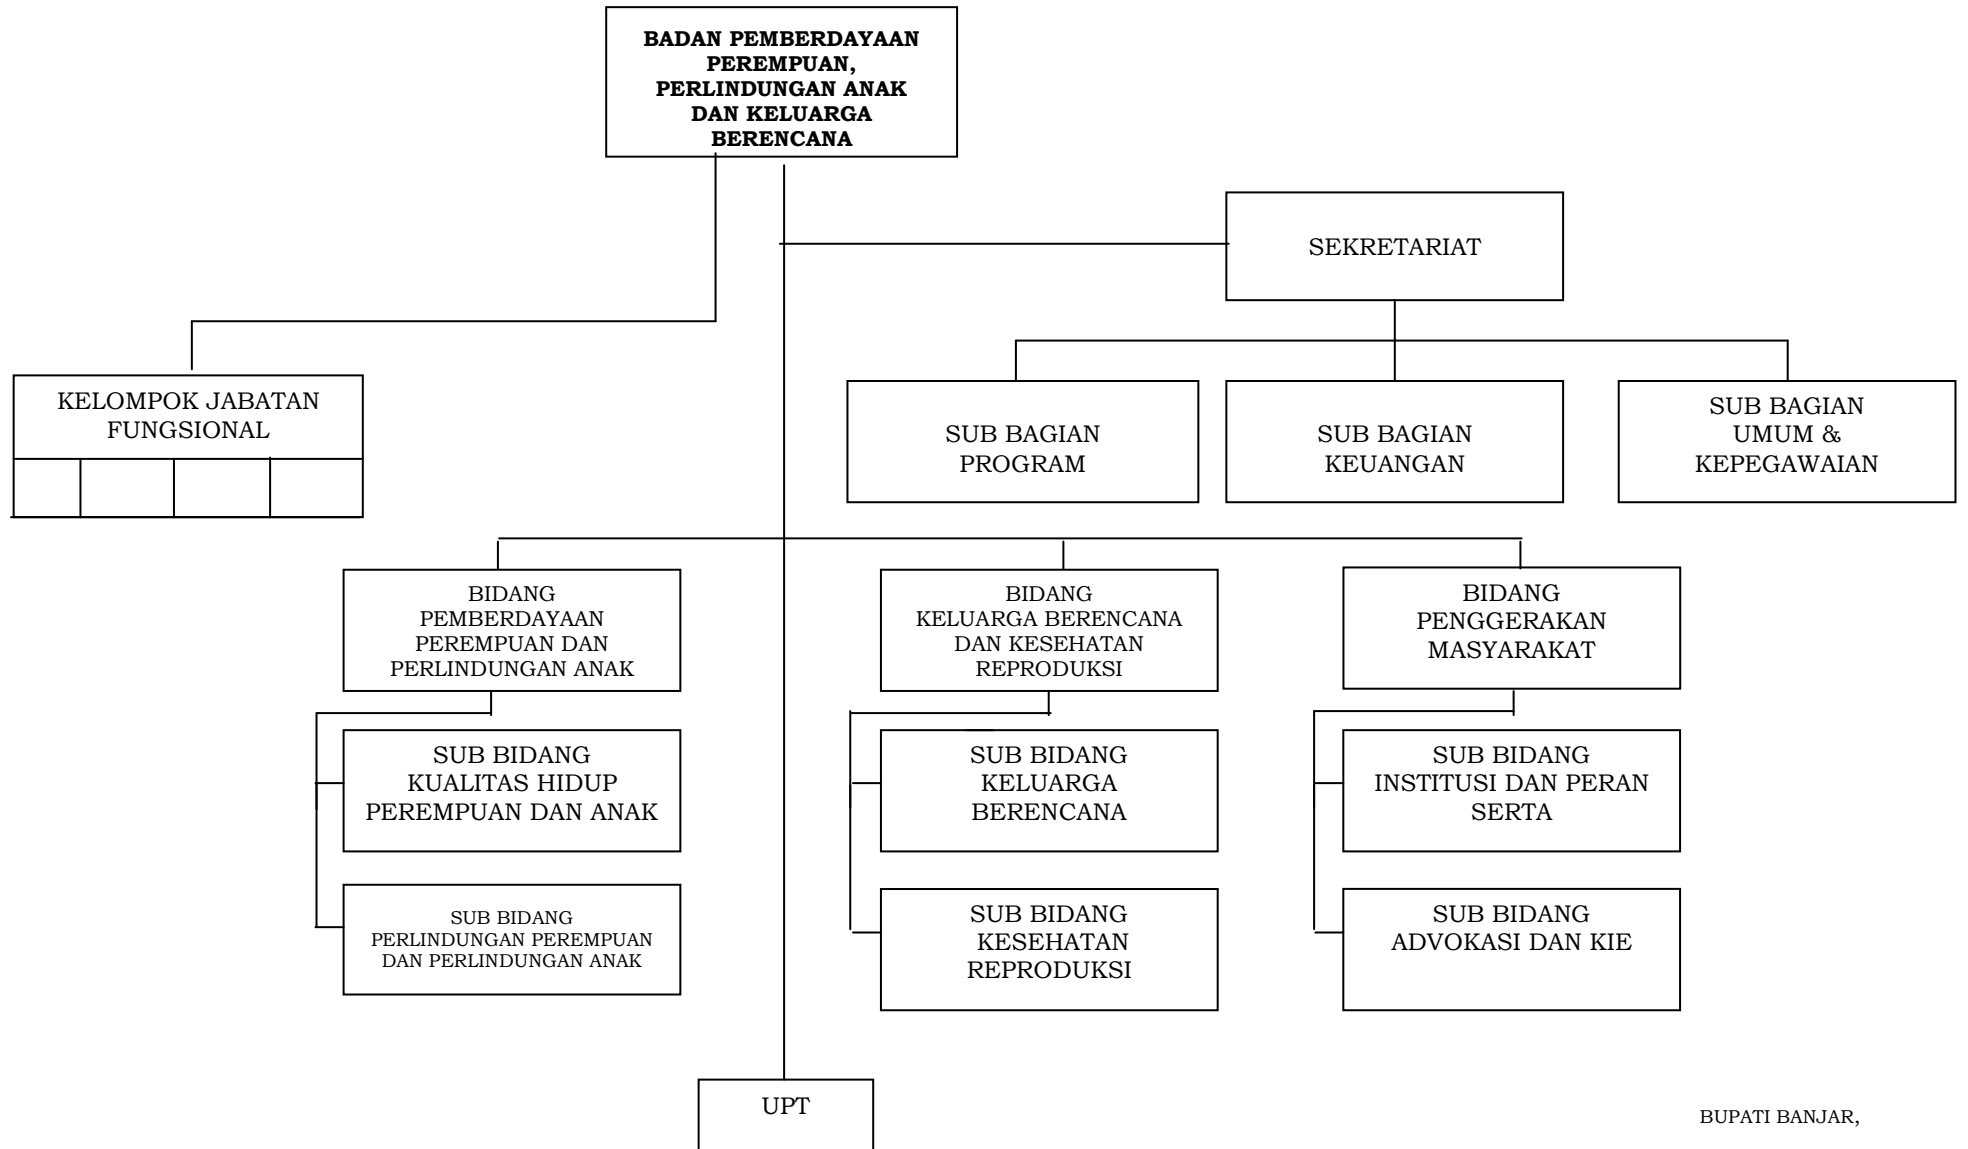 BADAN PEMBERDAYAAN
PEREMPUAN,
PERLINDUNGAN ANAK
DAN KELUARGA
BERENCANA
SEKRETARIAT
KELOMPOK JABATAN
FUNGSIONAL
SUB BAGIAN
PROGRAM
SUB BAGIAN
KEUANGAN
SUB BAGIAN
UMUM &
KEPEGAWAIAN
BIDANG
PEMBERDAYAAN
PEREMPUAN DAN
PERLINDUNGAN ANAK
BIDANG
KELUARGA BERENCANA
DAN KESEHATAN
REPRODUKSI
BIDANG
PENGGERAKAN
MASYARAKAT
SUB BIDANG
KUALITAS HIDUP
PEREMPUAN DAN ANAK
SUB BIDANG
KELUARGA
BERENCANA
SUB BIDANG
INSTITUSI DAN PERAN
SERTA
SUB BIDANG
PERLINDUNGAN PEREMPUAN
DAN PERLINDUNGAN ANAK
SUB BIDANG
KESEHATAN
REPRODUKSI
SUB BIDANG
ADVOKASI DAN KIE
UPT
BUPATI BANJAR,